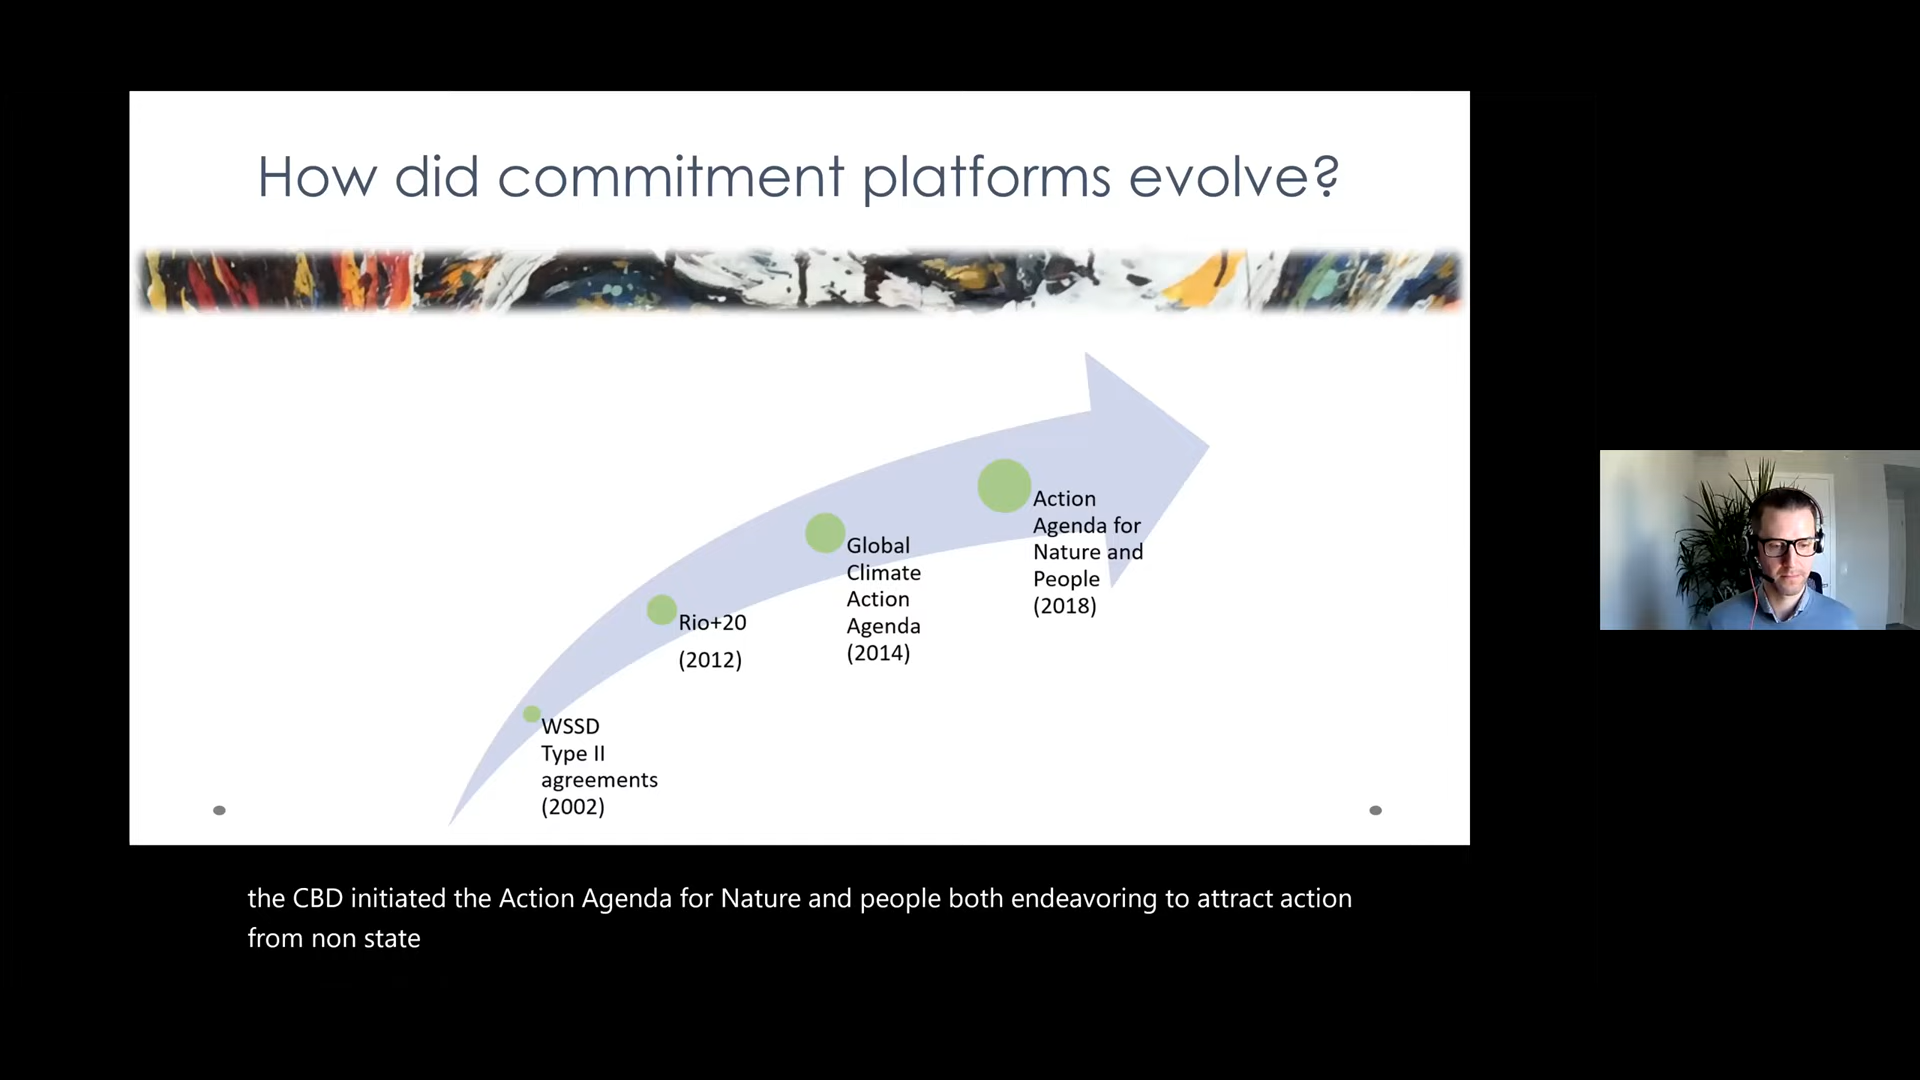 How did commitment platforms evolve?
Action
Agenda for
Nature and
People
(2018)
Global
Climate
Action
Agenda
(2014)
Rio+20
(2012)
WSSD
Type II
agreements
(2002)
the CBD initiated the Action Agenda for Nature and people both endeavoring to attract action
from non state